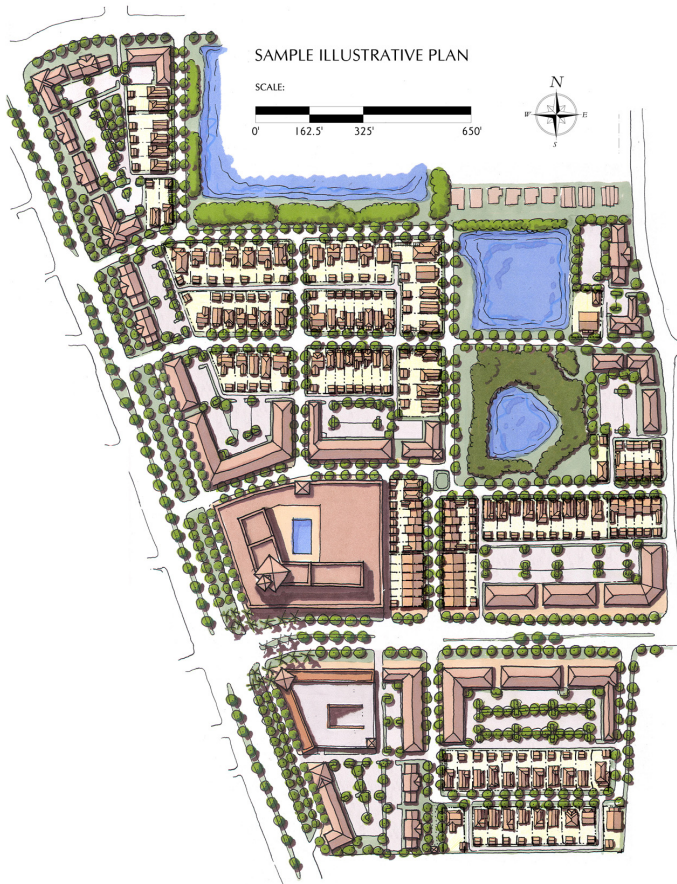 SAMPLE ILLUSTRATIVE PLAN
SCALE:
0' 162.5' 325' 650'
N
W E
S